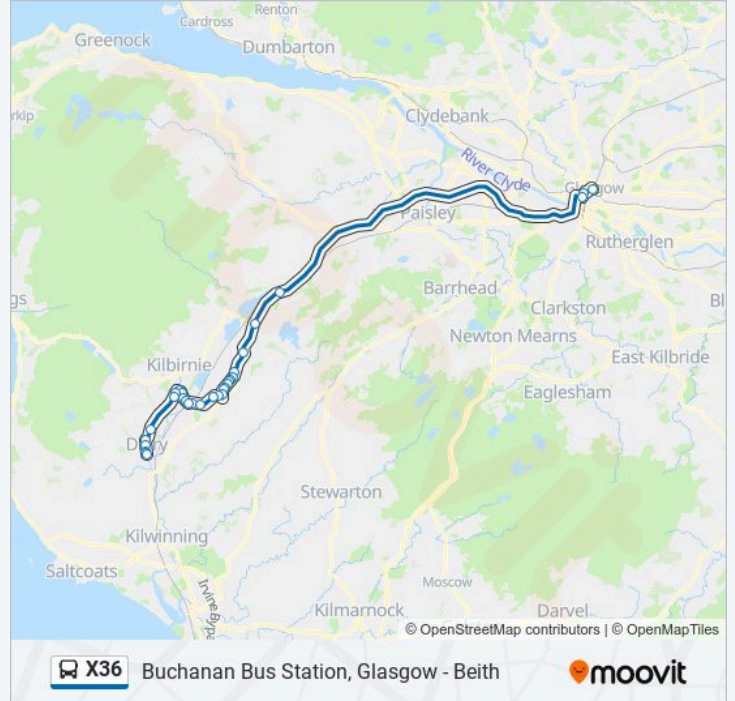 Renton
Cardross
Greenock
Dumbarton
Clydebank
rkip
River Clyde
Glasgow
Paisley
Rutherglen
Barrhead
gs
Bl
Clarkston
Newton Mearns
East Kilbride
Kilbirnie
Eaglesham
D ry
Stewarton
Kilwinning
Saltcoats
Moscow
Irvine Bypa
Kilmarnock
Darvel
© OpenStreetMap contributors | © OpenMapTiles
X36 Buchanan Bus Station, Glasgow - Beith
moovit